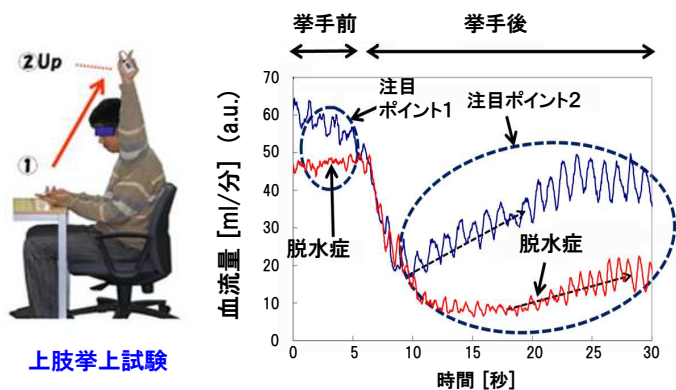 ②Up
①
上肢挙上試験
挙手前
挙手後
血流量 [ml/分] (a.u.)
70
60
50
40
30
20
10
0
注目
ポイント1
注目ポイント2
脱水症
脱水症
0
5
10
15
20
25
30
時間 [秒]